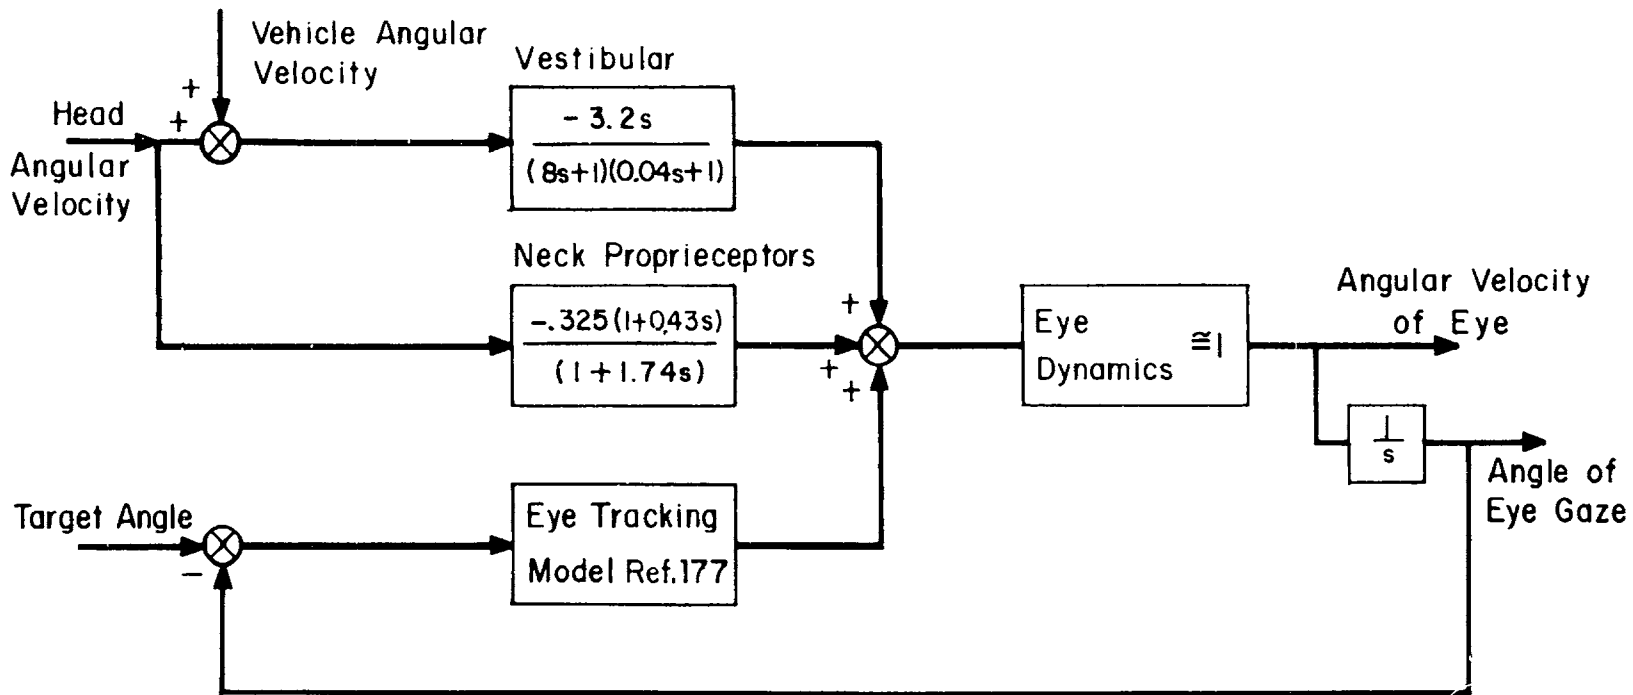 Vehicle Angular
Velocity
+
+
Head
Angular
Velocity
Vestibular
- 3.2s
(8s+1)(0.04s+1)
Neck Proprieceptors
-.325(1+0.43s)
(1+1.74s)
+
+
+
Eye
Dynamics ≅1
Angular Velocity
of Eye
1
s
Angle of
Eye Gaze
Target Angle
-
Eye Tracking
Model Ref.177